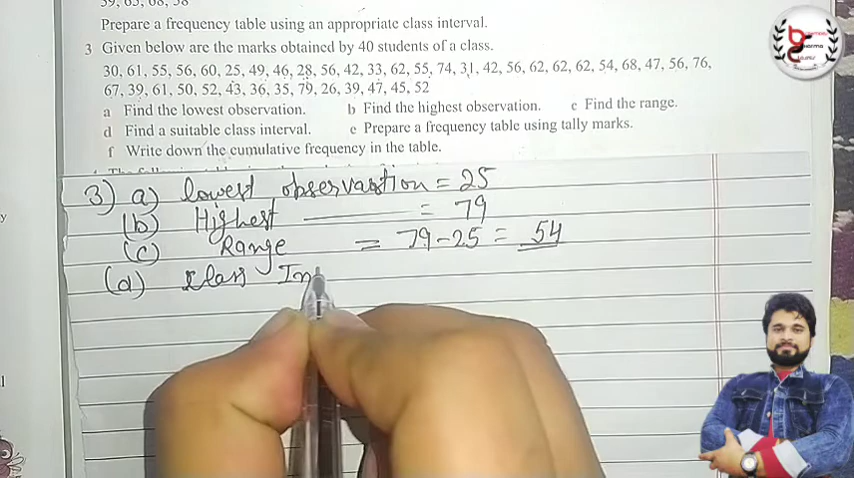 Prepare a frequency table using an appropriate class interval.
3 Given below are the marks obtained by 40 students of a class.
30, 61, 55, 56, 60, 25, 49, 46, 28, 56, 42, 33, 62, 55, 74, 31, 42, 56, 62, 62, 62, 54, 68, 47, 56, 76,
67, 39, 61, 50, 52, 43, 36, 35, 79, 26, 39, 47, 45, 52
a Find the lowest observation. b Find the highest observation. c Find the range.
d Find a suitable class interval. e Prepare a frequency table using tally marks.
f Write down the cumulative frequency in the table.
3) a) lowest observation = 25
(b) Highest ——— = 79
(c) Range = 79-25 = 54
(d) class In